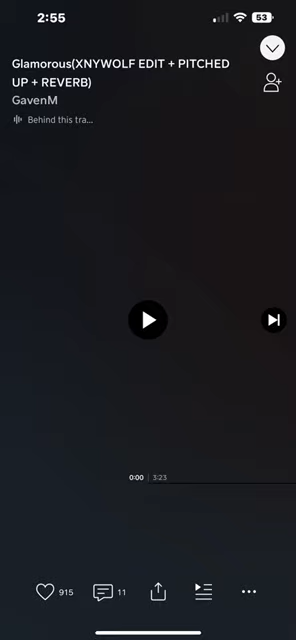 2:55
53
Glamorous(XNYWOLF EDIT + PITCHED
UP + REVERB)
GavenM
Behind this tra...
0:00 | 3:23
915
11